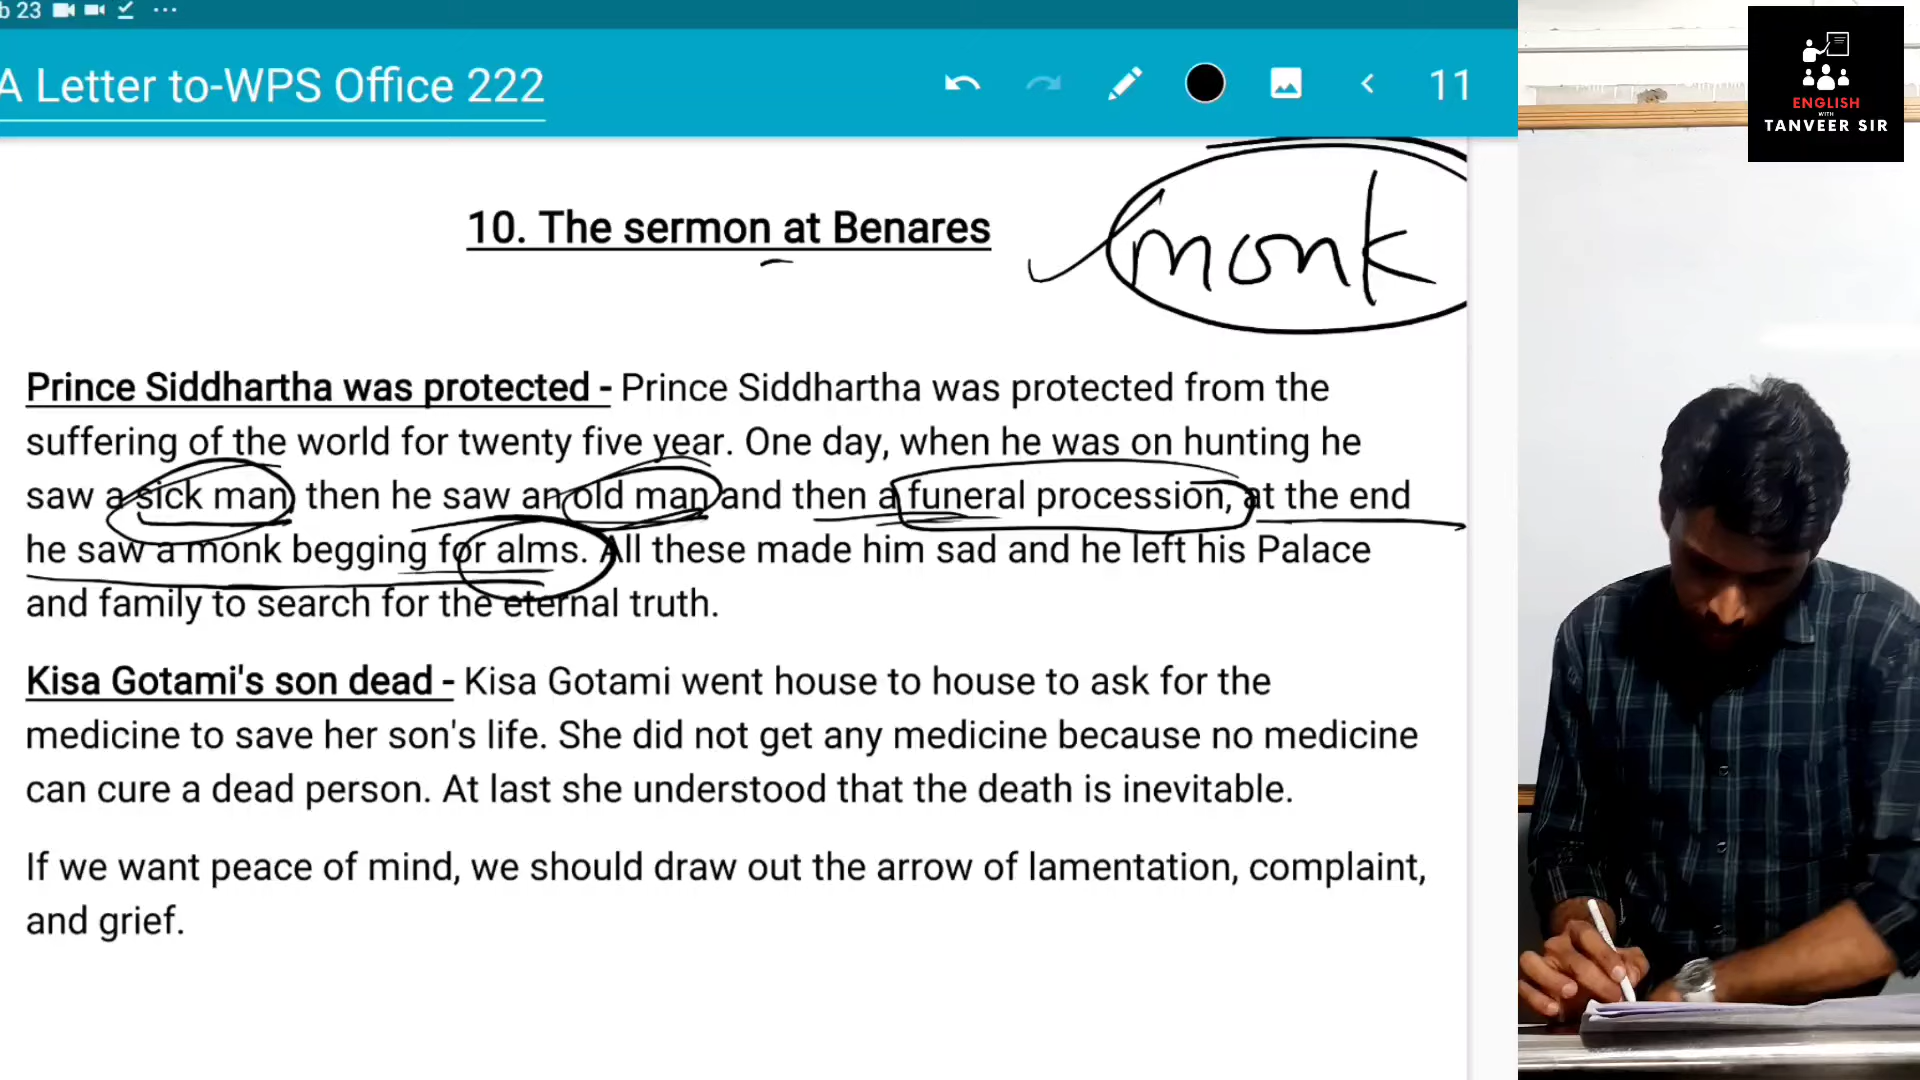 b 23
A Letter to-WPS Office 222
11
ENGLISH
WITH
TANVEER SIR
10. The sermon at Benares
monk
Prince Siddhartha was protected - Prince Siddhartha was protected from the
suffering of the world for twenty five year. One day, when he was on hunting he
saw a sick man then he saw an old man and then a funeral procession, at the end
he saw a monk begging for alms. All these made him sad and he left his Palace
and family to search for the eternal truth.
Kisa Gotami's son dead - Kisa Gotami went house to house to ask for the
medicine to save her son's life. She did not get any medicine because no medicine
can cure a dead person. At last she understood that the death is inevitable.
If we want peace of mind, we should draw out the arrow of lamentation, complaint,
and grief.